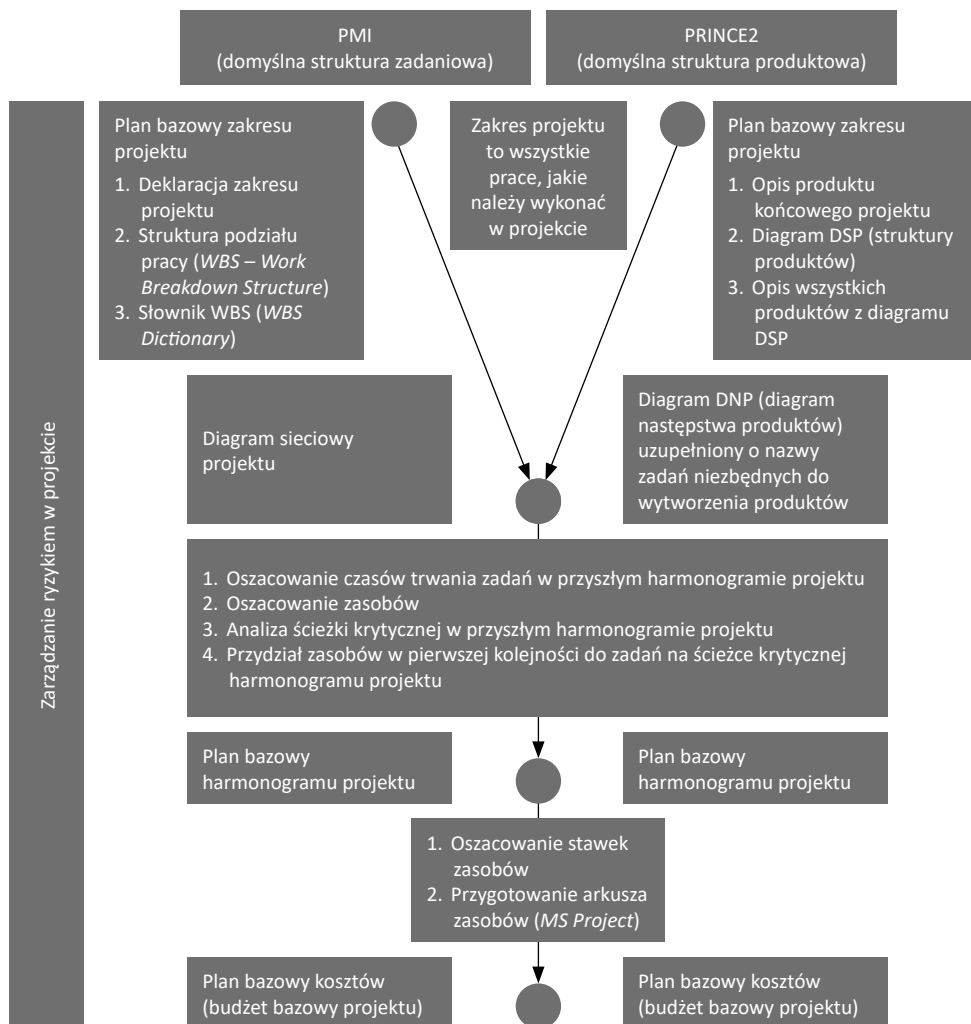 PMI
(domyślna struktura zadaniowa)
PRINCE2
(domyślna struktura produktowa)
Zarządzanie ryzykiem w projekcie
Plan bazowy zakresu
projektu
1. Deklaracja zakresu
projektu
2. Struktura podziału
pracy (WBS – Work
Breakdown Structure)
3. Słownik WBS (WBS
Dictionary)
Zakres projektu
to wszystkie
prace, jakie
należy wykonać
w projekcie
Plan bazowy zakresu
projektu
1. Opis produktu
końcowego projektu
2. Diagram DSP (struktury
produktów)
3. Opis wszystkich
produktów z diagramu
DSP
Diagram sieciowy
projektu
Diagram DNP (diagram
następstwa produktów)
uzupełniony o nazwy
zadań niezbędnych do
wytworzenia produktów
1. Oszacowanie czasów trwania zadań w przyszłym harmonogramie projektu
2. Oszacowanie zasobów
3. Analiza ścieżki krytycznej w przyszłym harmonogramie projektu
4. Przydział zasobów w pierwszej kolejności do zadań na ścieżce krytycznej
harmonogramu projektu
Plan bazowy
harmonogramu projektu
Plan bazowy
harmonogramu projektu
1. Oszacowanie stawek
zasobów
2. Przygotowanie arkusza
zasobów (MS Project)
Plan bazowy kosztów
(budżet bazowy projektu)
Plan bazowy kosztów
(budżet bazowy projektu)